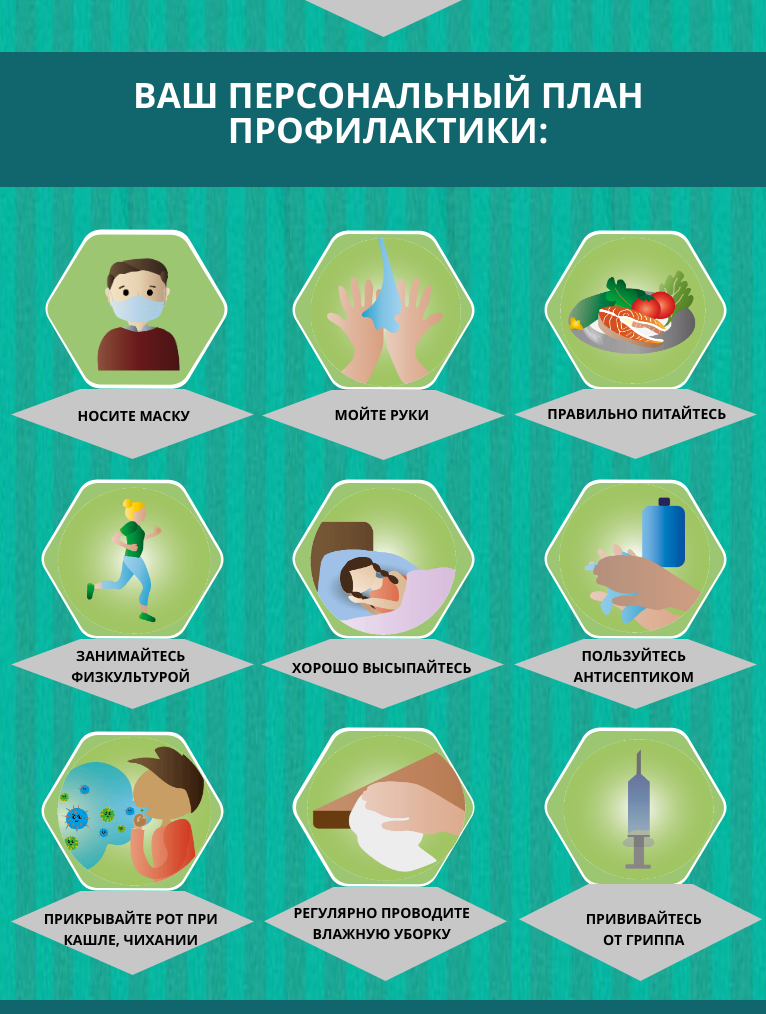 ВАШ ПЕРСОНАЛЬНЫЙ ПЛАН
ПРОФИЛАКТИКИ:
НОСИТЕ МАСКУ
МОЙТЕ РУКИ
ПРАВИЛЬНО ПИТАЙТЕСЬ
ЗАНИМАЙТЕСЬ
ФИЗКУЛЬТУРОЙ
ХОРОШО ВЫСЫПАЙТЕСЬ
ПОЛЬЗУЙТЕСЬ
АНТИСЕПТИКОМ
ПРИКРЫВАЙТЕ РОТ ПРИ
КАШЛЕ, ЧИХАНИИ
РЕГУЛЯРНО ПРОВОДИТЕ
ВЛАЖНУЮ УБОРКУ
ПРИВИВАЙТЕСЬ
ОТ ГРИППА